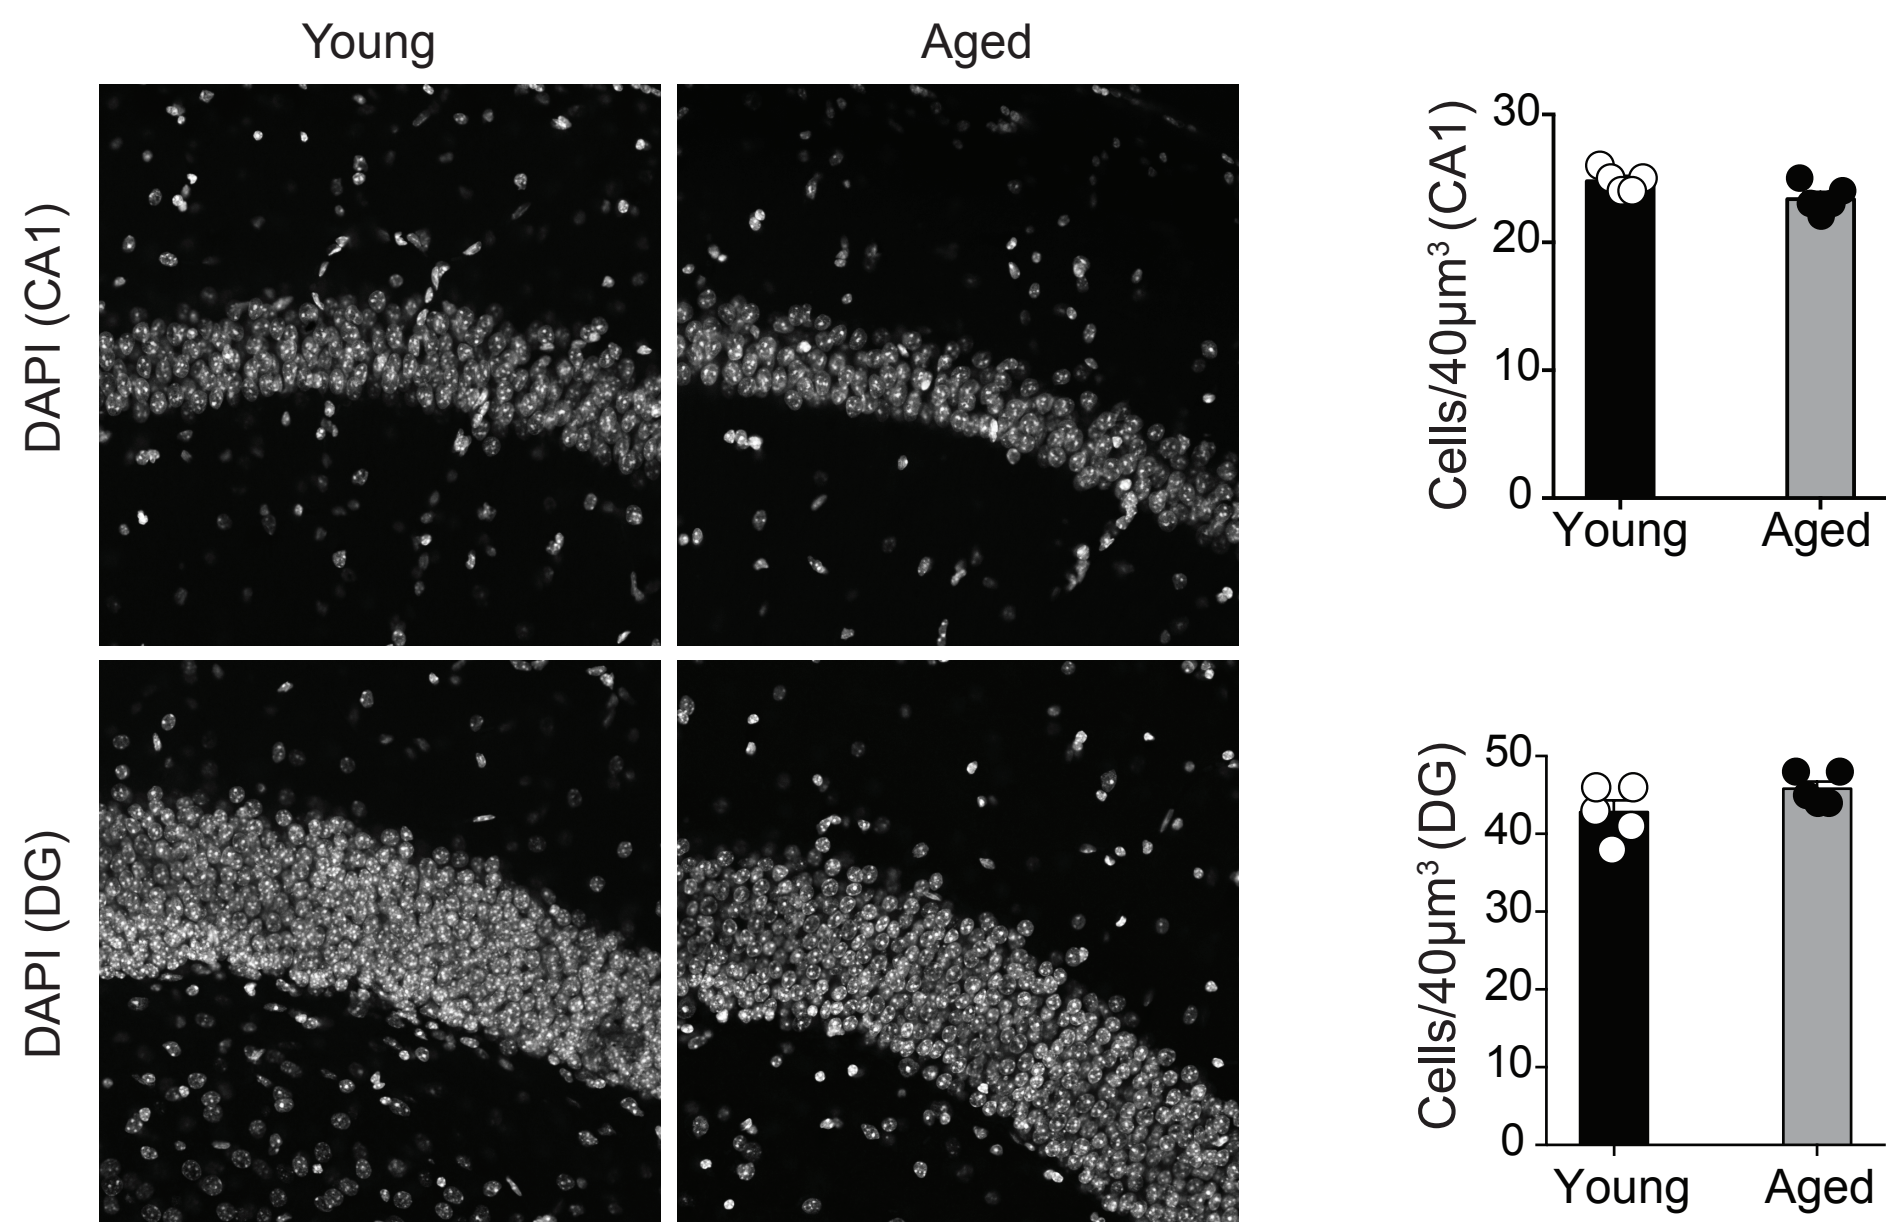 Young
Aged
DAPI (CA1)
Cells/40µm³ (CA1)
30
20
10
0
Young
Aged
DAPI (DG)
Cells/40µm³ (DG)
50
40
30
20
10
0
Young
Aged